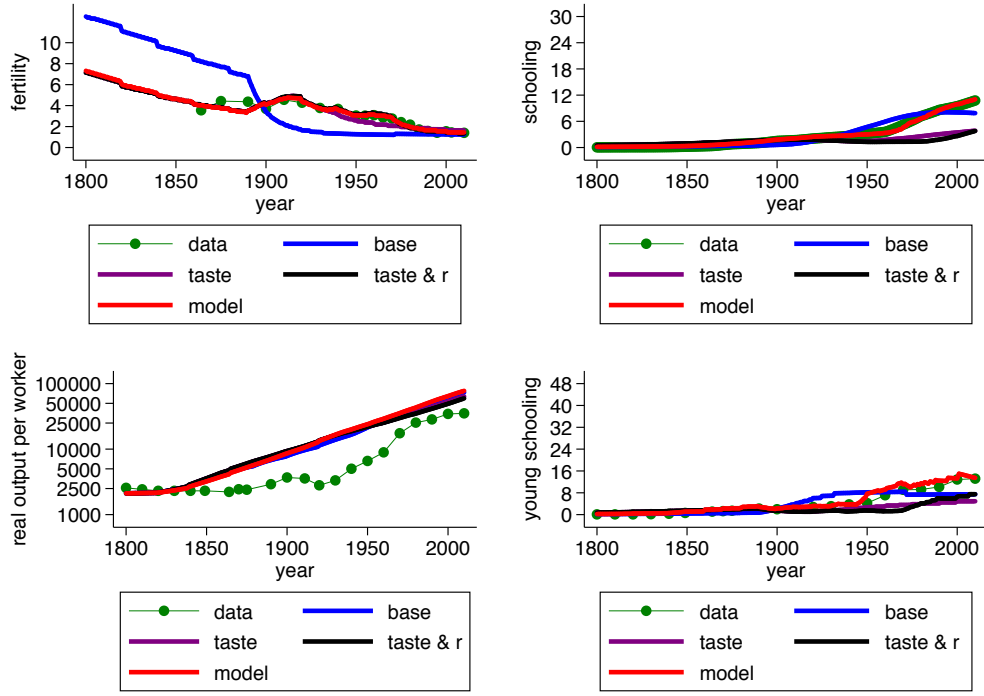 fertility
10
8
6
4
2
0
1800 1850 1900 1950 2000
year
data base
taste taste & r
model
schooling
30
24
18
12
6
0
1800 1850 1900 1950 2000
year
data base
taste taste & r
model
real output per worker
100000
50000
25000
10000
5000
2500
1000
1800 1850 1900 1950 2000
year
data base
taste taste & r
model
young schooling
48
40
32
24
16
8
0
1800 1850 1900 1950 2000
year
data base
taste taste & r
model